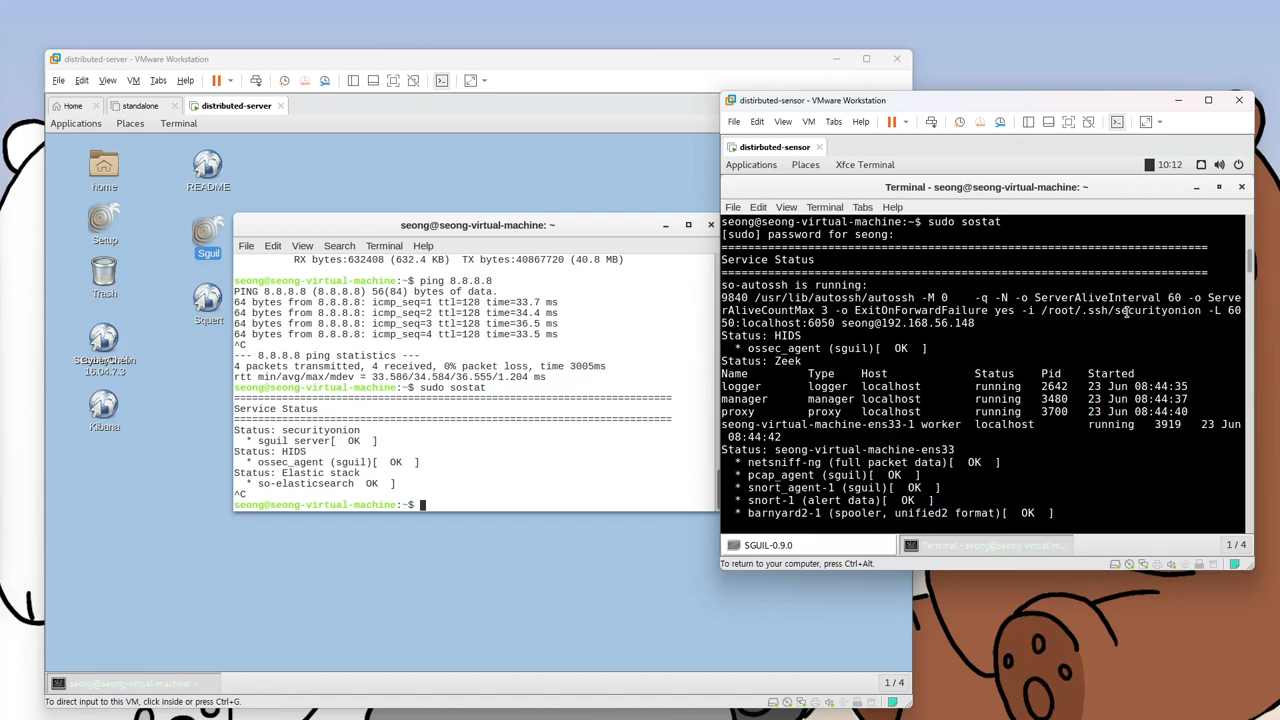 distributed-server - VMware Workstation
File Edit View VM Tabs Help
Home standalone distributed-server
Applications Places Terminal
home
README
Setup
Sguil
Trash
Squert
16.04.7.3
Kibana
seong@seong-virtual-machine: ~
File Edit View Search Terminal Help
RX bytes:632408 (632.4 KB) TX bytes:40867720 (40.8 MB)
seong@seong-virtual-machine:~$ ping 8.8.8.8
PING 8.8.8.8 (8.8.8.8) 56(84) bytes of data.
64 bytes from 8.8.8.8: icmp_seq=1 ttl=128 time=33.7 ms
64 bytes from 8.8.8.8: icmp_seq=2 ttl=128 time=34.4 ms
64 bytes from 8.8.8.8: icmp_seq=3 ttl=128 time=36.5 ms
64 bytes from 8.8.8.8: icmp_seq=4 ttl=128 time=33.5 ms
^C
--- 8.8.8.8 ping statistics ---
4 packets transmitted, 4 received, 0% packet loss, time 3005ms
rtt min/avg/max/mdev = 33.586/34.584/36.555/1.204 ms
seong@seong-virtual-machine:~$ sudo sostat
=========================================================================
Service Status
=========================================================================
Status: securityonion
* sguil server[ OK ]
Status: HIDS
* ossec_agent (sguil)[ OK ]
Status: Elastic stack
* so-elasticsearch OK ]
^C
seong@seong-virtual-machine:~$
seong@seong-virtual-machine: ~
1 / 4
To direct input to this VM, click inside or press Ctrl+G.
distirbuted-sensor - VMware Workstation
File Edit View VM Tabs Help
distirbuted-sensor
Applications Places Xfce Terminal 10:12
Terminal - seong@seong-virtual-machine: ~
File Edit View Terminal Tabs Help
seong@seong-virtual-machine:~$ sudo sostat
[sudo] password for seong:
=========================================================================
Service Status
=========================================================================
so-autossh is running:
9840 /usr/lib/autossh/autossh -M 0 -q -N -o ServerAliveInterval 60 -o Serve
rAliveCountMax 3 -o ExitOnForwardFailure yes -i /root/.ssh/securityonion -L 60
50:localhost:6050 seong@192.168.56.148
Status: HIDS
* ossec_agent (sguil)[ OK ]
Status: Zeek
Name Type Host Status Pid Started
logger logger localhost running 2642 23 Jun 08:44:35
manager manager localhost running 3480 23 Jun 08:44:37
proxy proxy localhost running 3700 23 Jun 08:44:40
seong-virtual-machine-ens33-1 worker localhost running 3919 23 Jun
08:44:42
Status: seong-virtual-machine-ens33
* netsniff-ng (full packet data)[ OK ]
* pcap_agent (sguil)[ OK ]
* snort_agent-1 (sguil)[ OK ]
* snort-1 (alert data)[ OK ]
* barnyard2-1 (spooler, unified2 format)[ OK ]
SGUIL-0.9.0 Terminal - seong@seong-virtual-m... 1 / 4
To return to your computer, press Ctrl+Alt.